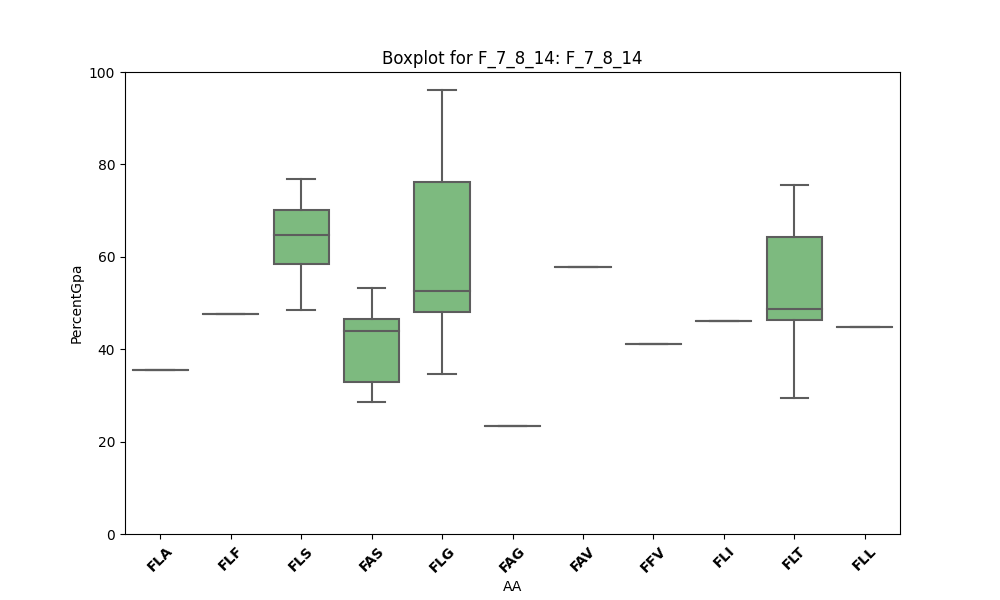 Boxplot for F_7_8_14: F_7_8_14
PercentGpa
100
80
60
40
20
0
FLA
FLF
FLS
FAS
FLG
FAG
FAV
FFV
FLI
FLT
FLL
AA